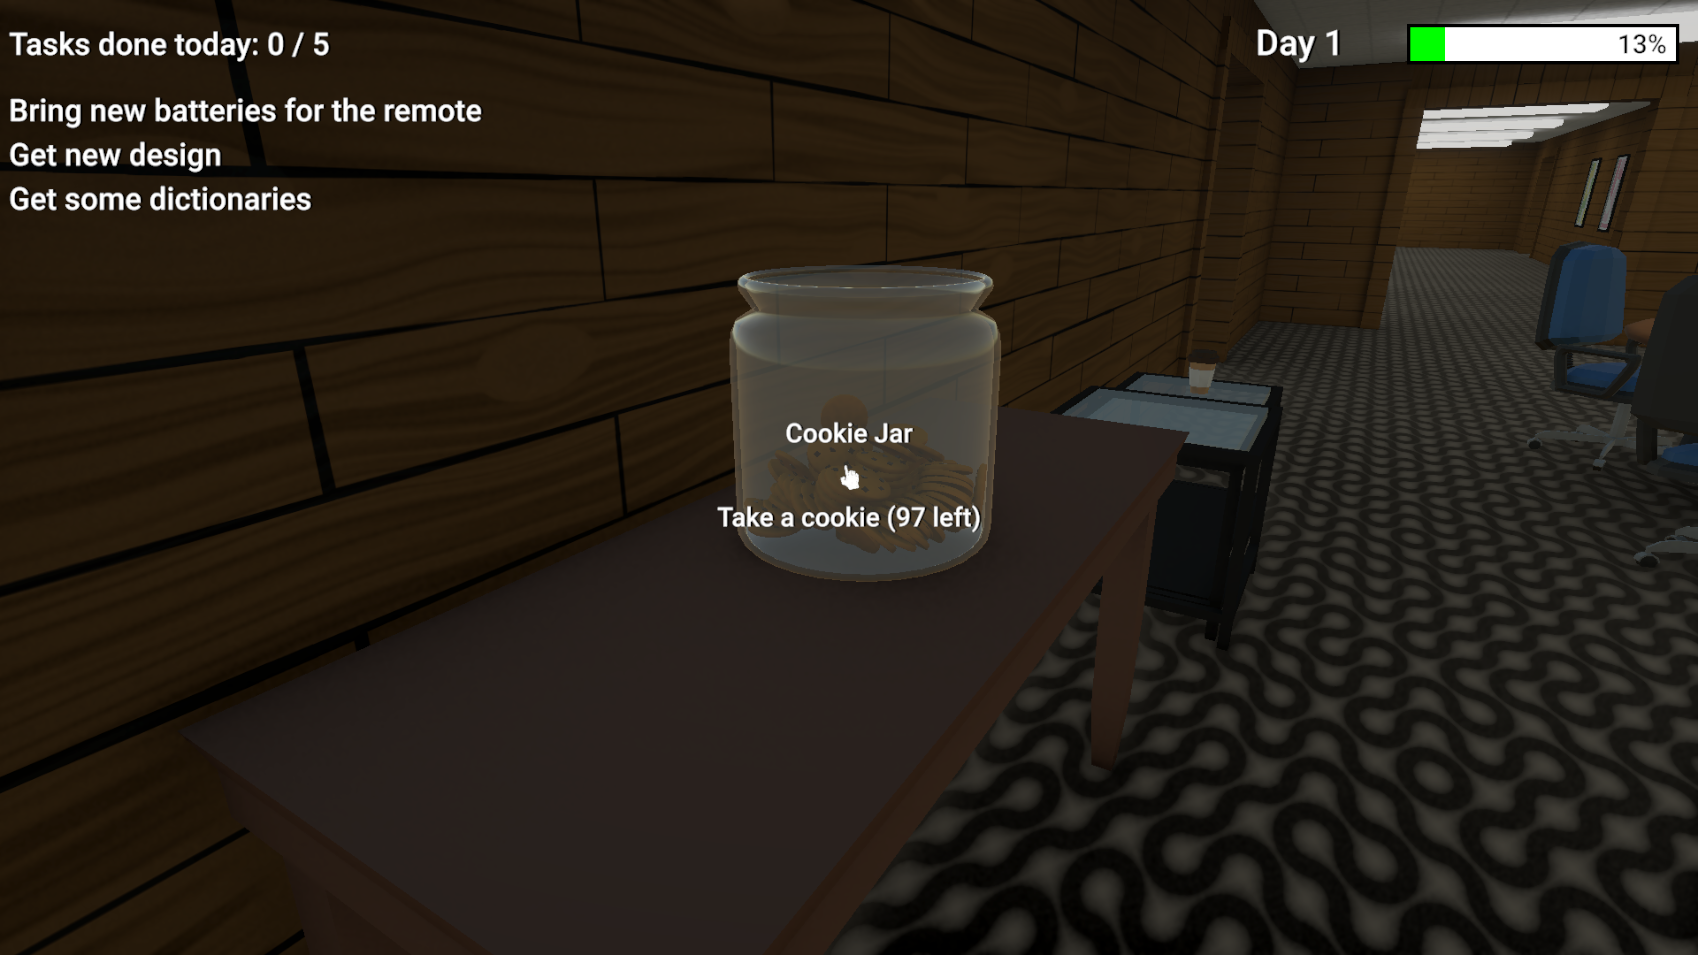 Tasks done today: 0 / 5
Day 1
13%
Bring new batteries for the remote
Get new design
Get some dictionaries
Cookie Jar
Take a cookie (97 left)